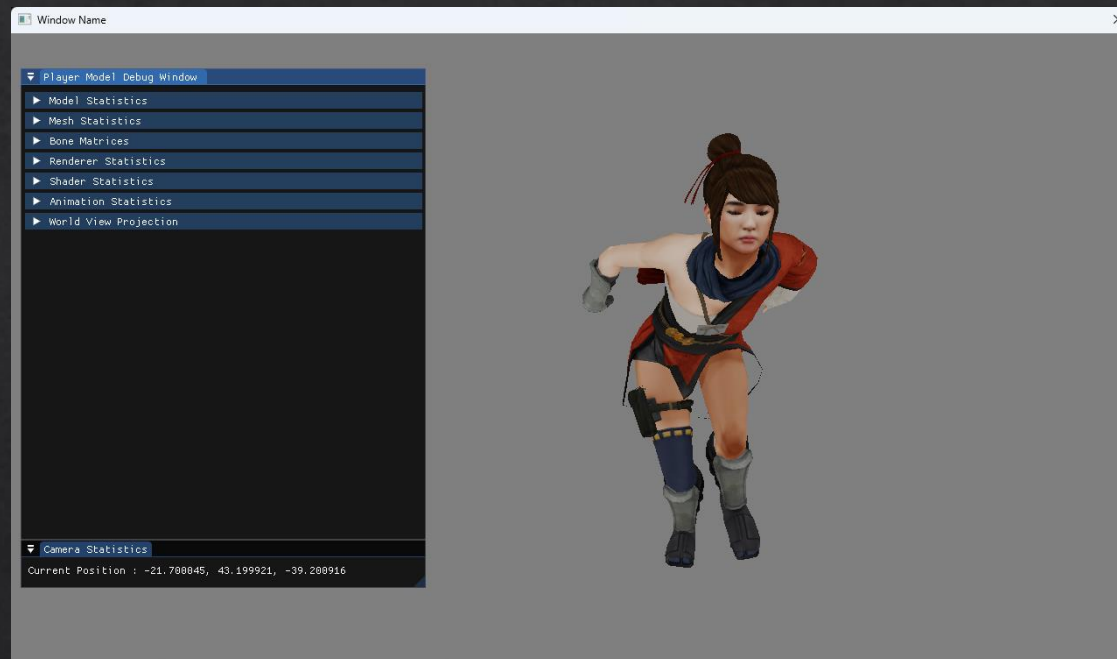 Window Name
Player Model Debug Window
Model Statistics
Mesh Statistics
Bone Matrices
Renderer Statistics
Shader Statistics
Animation Statistics
World View Projection
Camera Statistics
Current Position : -21.700045, 43.199921, -39.200916